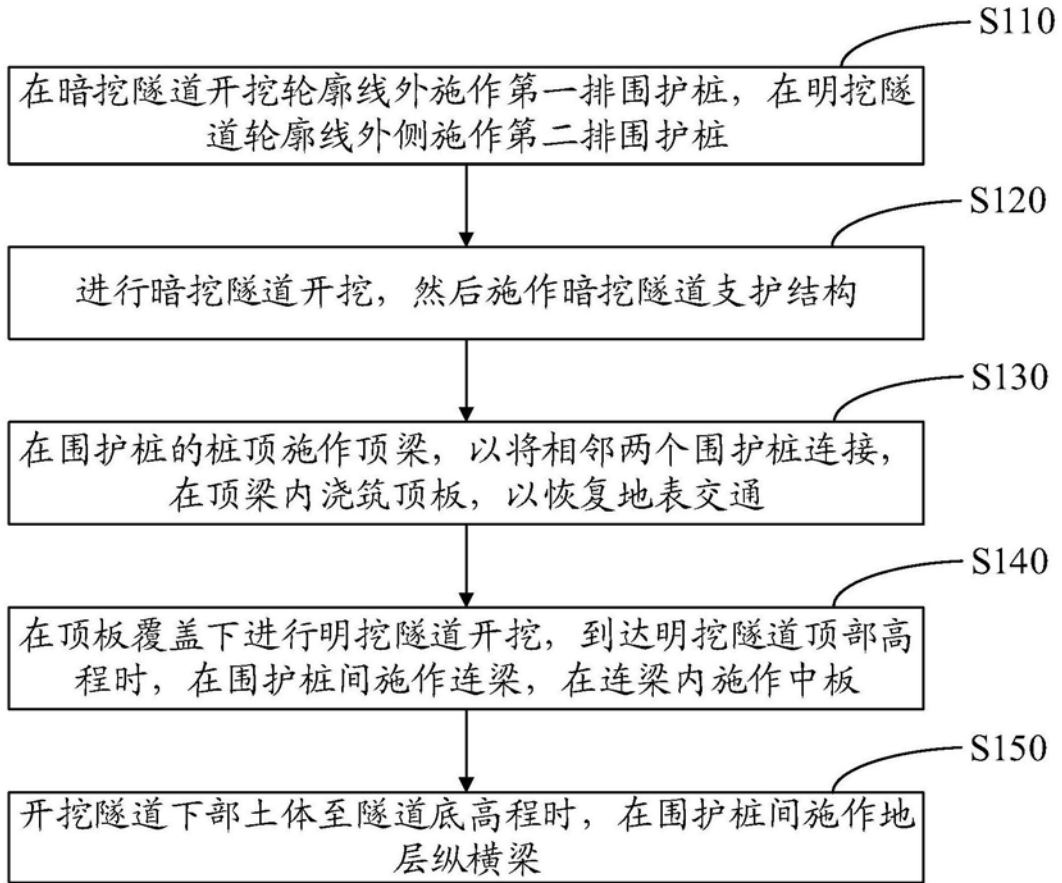 S110
在暗挖隧道开挖轮廓线外施作第一排围护桩，在明挖隧
道轮廓线外侧施作第二排围护桩
S120
进行暗挖隧道开挖，然后施作暗挖隧道支护结构
S130
在围护桩的桩顶施作顶梁，以将相邻两个围护桩连接，
在顶梁内浇筑顶板，以恢复地表交通
S140
在顶板覆盖下进行明挖隧道开挖，到达明挖隧道顶部高
程时，在围护桩间施作连梁，在连梁内施作中板
S150
开挖隧道下部土体至隧道底高程时，在围护桩间施作地
层纵横梁